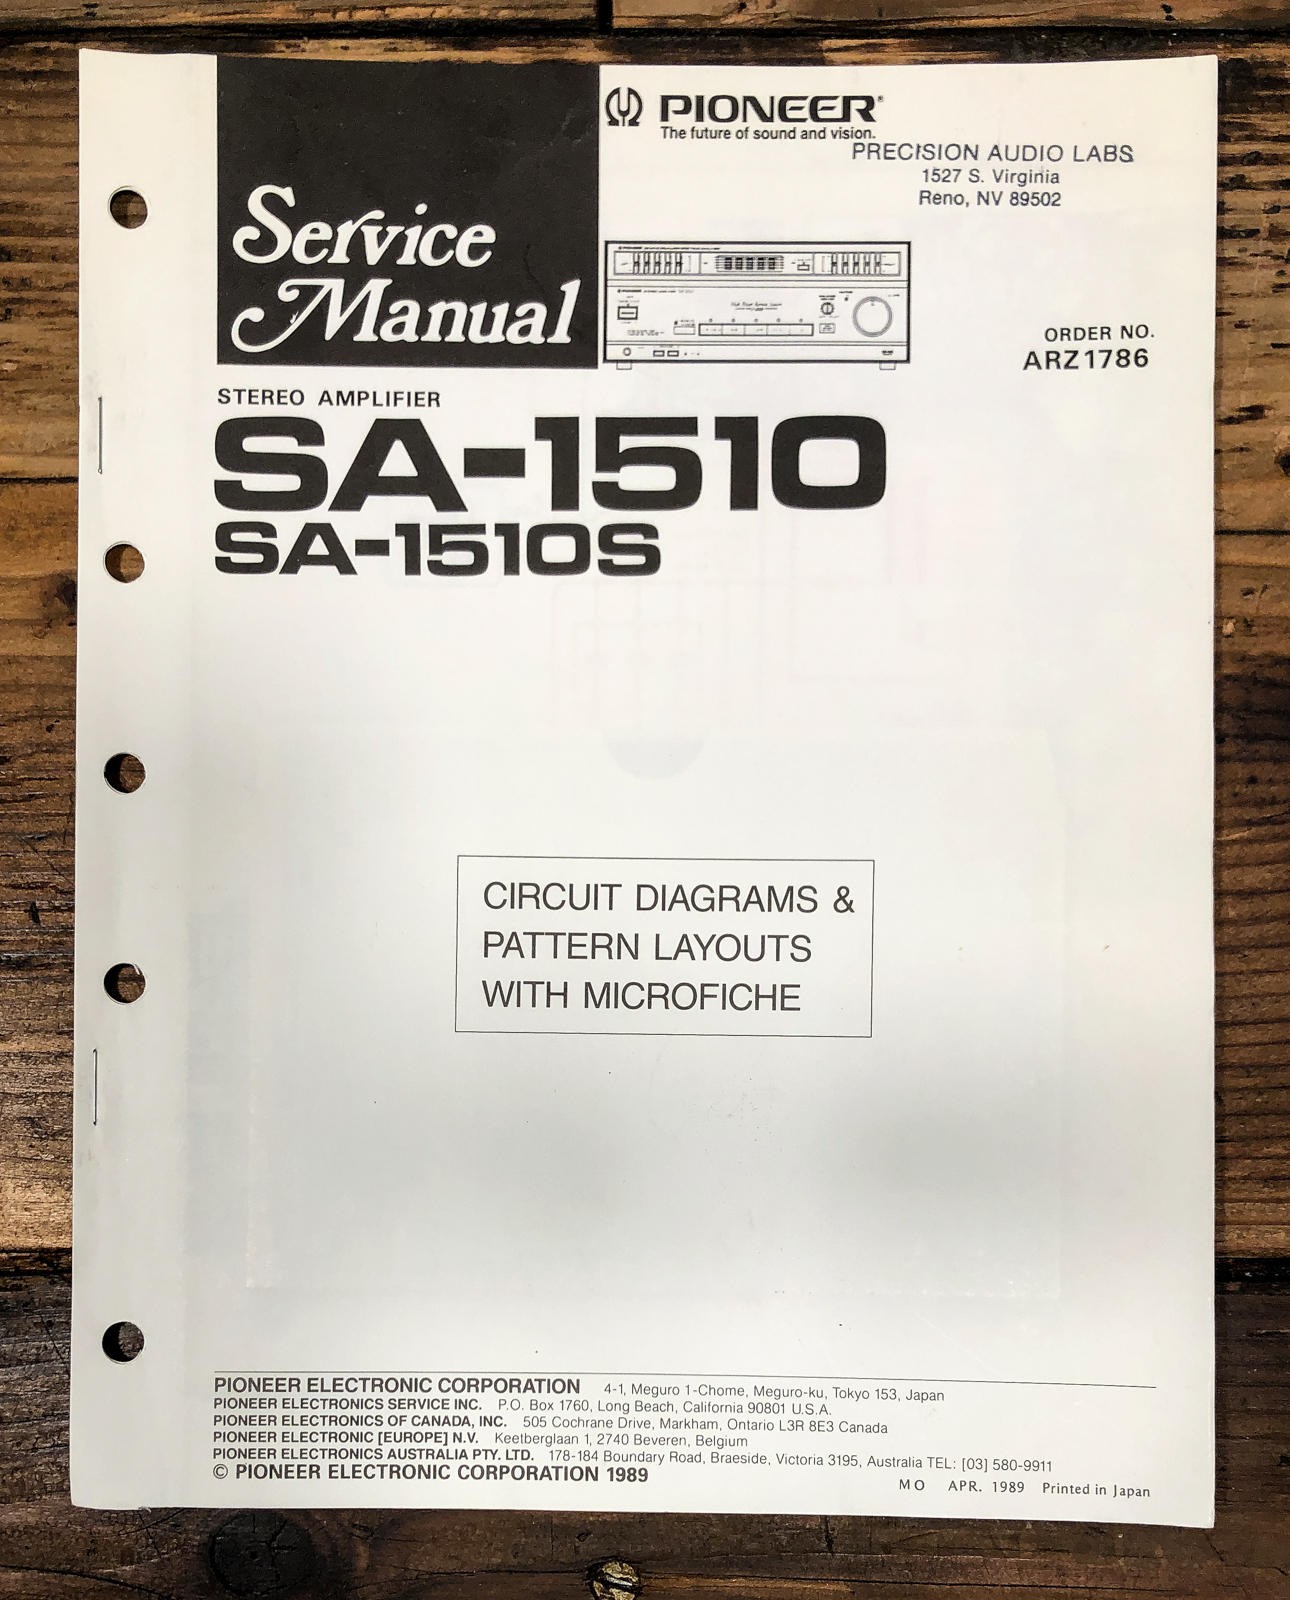 Service
Manual
PIONEER®
The future of sound and vision.
PRECISION AUDIO LABS
1527 S. Virginia
Reno, NV 89502
ORDER NO.
ARZ1786
STEREO AMPLIFIER
SA-1510
SA-1510S
CIRCUIT DIAGRAMS &
PATTERN LAYOUTS
WITH MICROFICHE
PIONEER ELECTRONIC CORPORATION 4-1, Meguro 1-Chome, Meguro-ku, Tokyo 153, Japan
PIONEER ELECTRONICS SERVICE INC. P.O. Box 1760, Long Beach, California 90801 U.S.A.
PIONEER ELECTRONICS OF CANADA, INC. 505 Cochrane Drive, Markham, Ontario L3R 8E3 Canada
PIONEER ELECTRONIC [EUROPE] N.V. Keetberglaan 1, 2740 Beveren, Belgium
PIONEER ELECTRONICS AUSTRALIA PTY. LTD. 178-184 Boundary Road, Braeside, Victoria 3195, Australia TEL: [03] 580-9911
© PIONEER ELECTRONIC CORPORATION 1989
MO APR. 1989 Printed in Japan